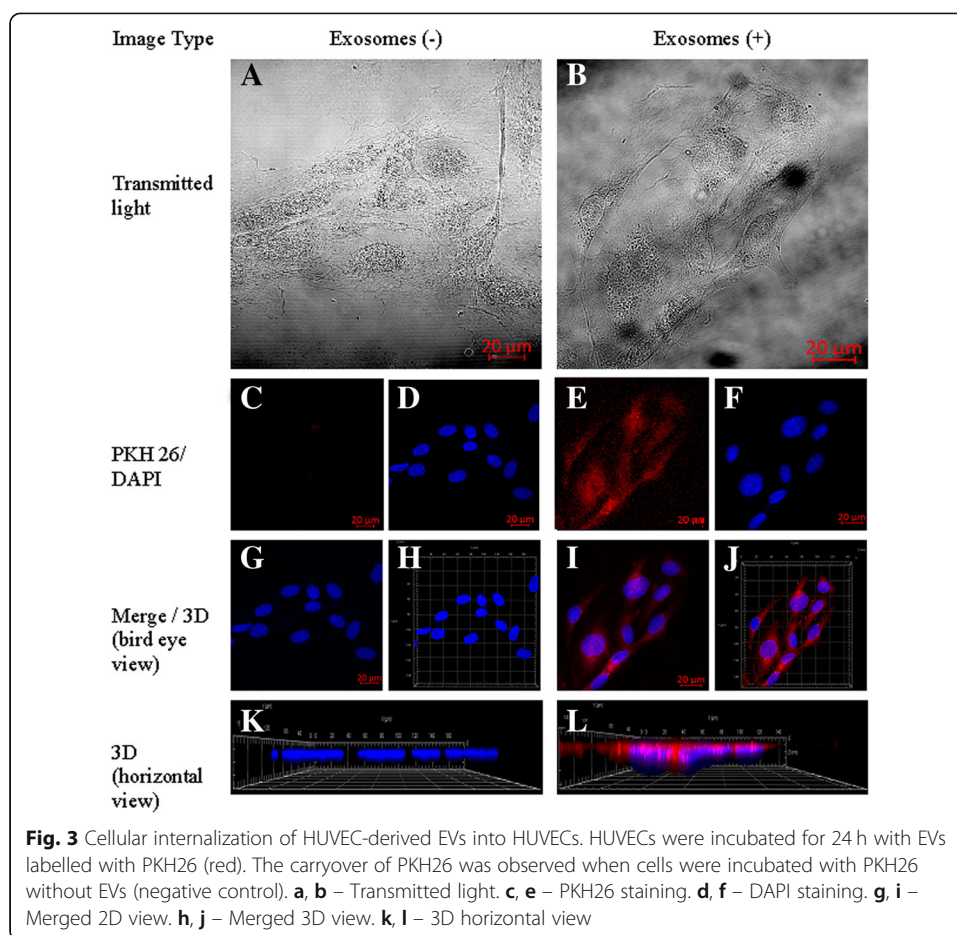 Image Type
Exosomes (-)
Exosomes (+)
Transmitted
light
A
20 μm
B
20 μm
PKH 26/
DAPI
C
20 μm
D
20 μm
E
20 μm
F
20 μm
Merge / 3D
(bird eye
view)
G
20 μm
H
I
20 μm
J
3D
(horizontal
view)
K
L
Fig. 3 Cellular internalization of HUVEC-derived EVs into HUVECs. HUVECs were incubated for 24 h with EVs
labelled with PKH26 (red). The carryover of PKH26 was observed when cells were incubated with PKH26
without EVs (negative control). a, b – Transmitted light. c, e – PKH26 staining. d, f – DAPI staining. g, i –
Merged 2D view. h, j – Merged 3D view. k, l – 3D horizontal view